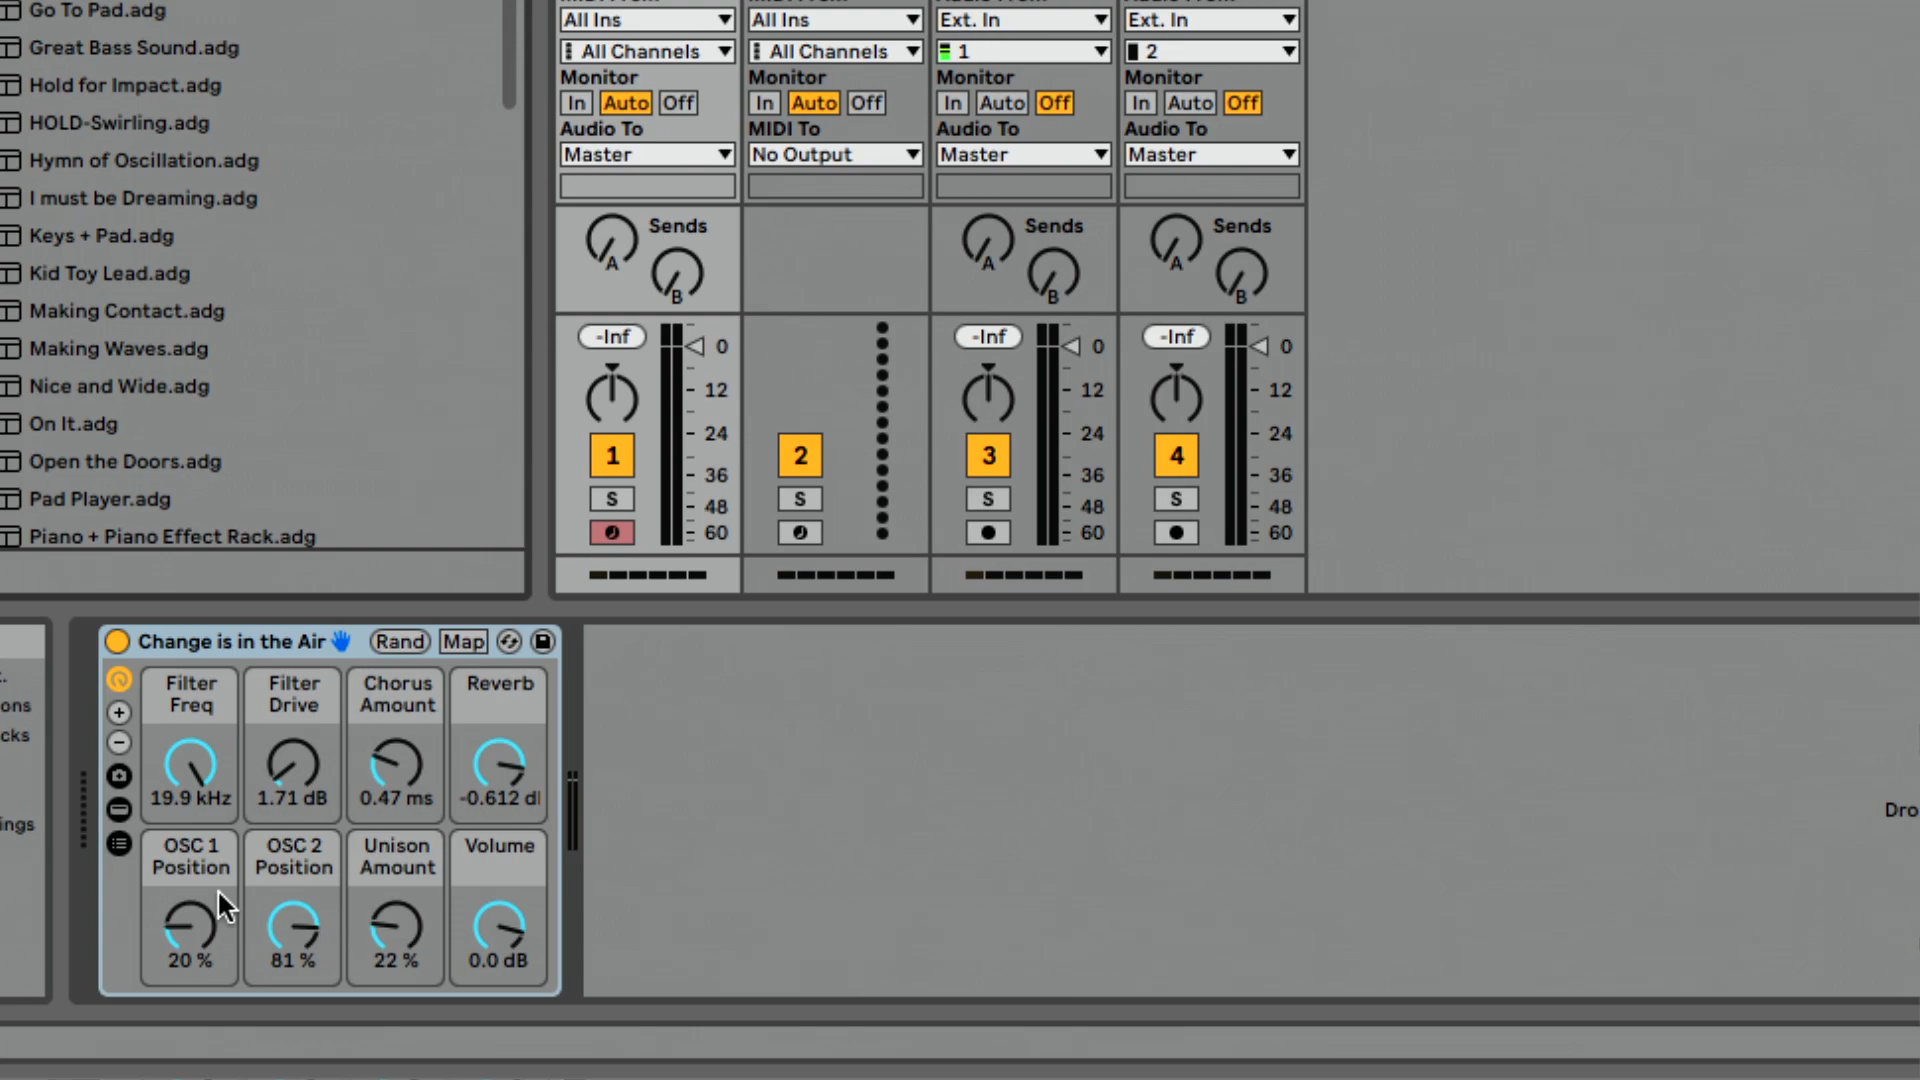 Go To Pad.adg
Great Bass Sound.adg
Hold for Impact.adg
HOLD-Swirling.adg
Hymn of Oscillation.adg
I must be Dreaming.adg
Keys + Pad.adg
Kid Toy Lead.adg
Making Contact.adg
Making Waves.adg
Nice and Wide.adg
On It.adg
Open the Doors.adg
Pad Player.adg
Piano + Piano Effect Rack.adg
All Ins All Ins Ext. In Ext. In
All Channels All Channels 1 2
Monitor Monitor Monitor Monitor
In Auto Off In Auto Off In Auto Off In Auto Off
Audio To MIDI To Audio To Audio To
Master No Output Master Master
Sends Sends Sends
A A A
B B B
-Inf 0 -Inf 0 -Inf 0
12 12 12
24 24 24
1 2 3 4
36 36 36
S S S S
48 48 48
60 60 60
Change is in the Air Rand Map
Filter Freq Filter Drive Chorus Amount Reverb
19.9 kHz 1.71 dB 0.47 ms -0.612 d
OSC 1 Position OSC 2 Position Unison Amount Volume
20 % 81 % 22 % 0.0 dB
ons
cks
ings
Dro